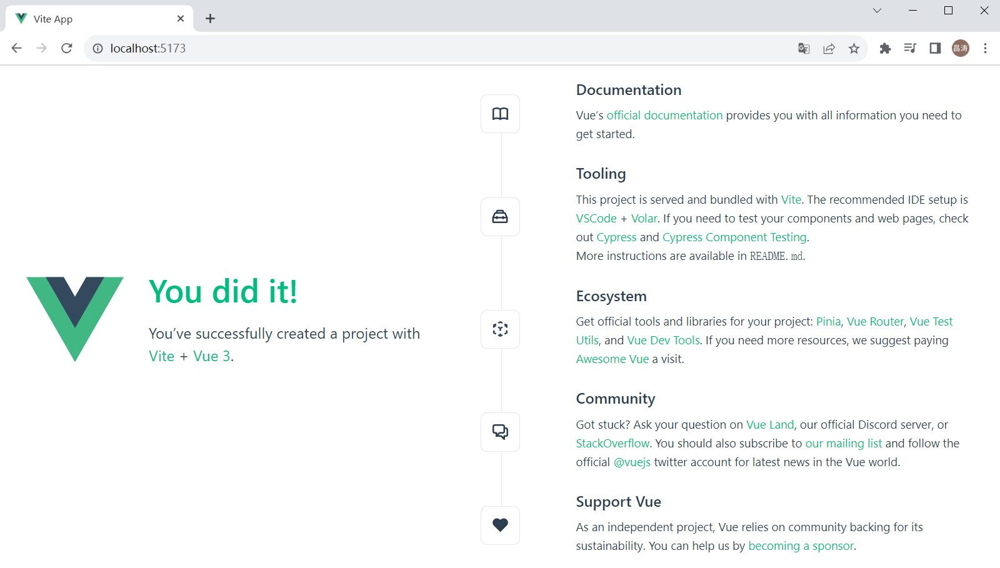 Vite App
localhost:5173
昌涛
You did it!
You’ve successfully created a project with
Vite + Vue 3.
Documentation
Vue’s official documentation provides you with all information you need to
get started.
Tooling
This project is served and bundled with Vite. The recommended IDE setup is
VSCode + Volar. If you need to test your components and web pages, check
out Cypress and Cypress Component Testing.
More instructions are available in README.md.
Ecosystem
Get official tools and libraries for your project: Pinia, Vue Router, Vue Test
Utils, and Vue Dev Tools. If you need more resources, we suggest paying
Awesome Vue a visit.
Community
Got stuck? Ask your question on Vue Land, our official Discord server, or
StackOverflow. You should also subscribe to our mailing list and follow the
official @vuejs twitter account for latest news in the Vue world.
Support Vue
As an independent project, Vue relies on community backing for its
sustainability. You can help us by becoming a sponsor.